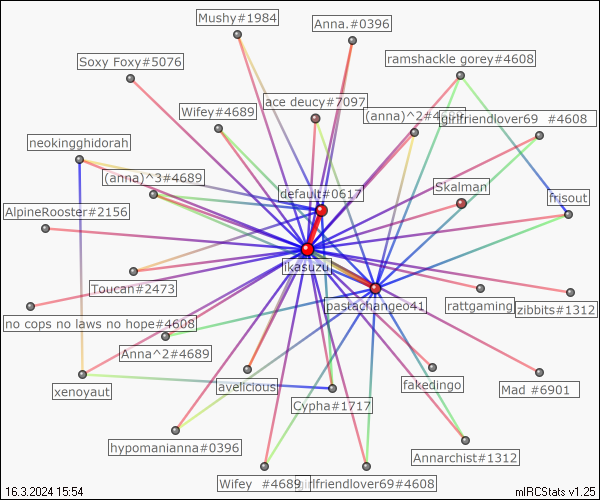 Mushy#1984
Anna.#0396
Soxy Foxy#5076
ramshackle gorey#4608
ace deucy#7097
Wifey#4689
(anna)^2#4689
girlfriendlover69 #4608
neokingghidorah
(anna)^3#4689
default#0617
Skalman
frisout
AlpineRooster#2156
ikasuzu
Toucan#2473
pastachange041
rattgaming
zibbits#1312
no cops no laws no hope#4608
Anna^2#4689
xenoyaut
avelicious
fakedingo
Mad #6901
Cypha#1717
hypomanianna#0396
Annarchist#1312
Wifey #4689
girlfriendlover69#4608
16.3.2024 15:54
mIRCStats v1.25